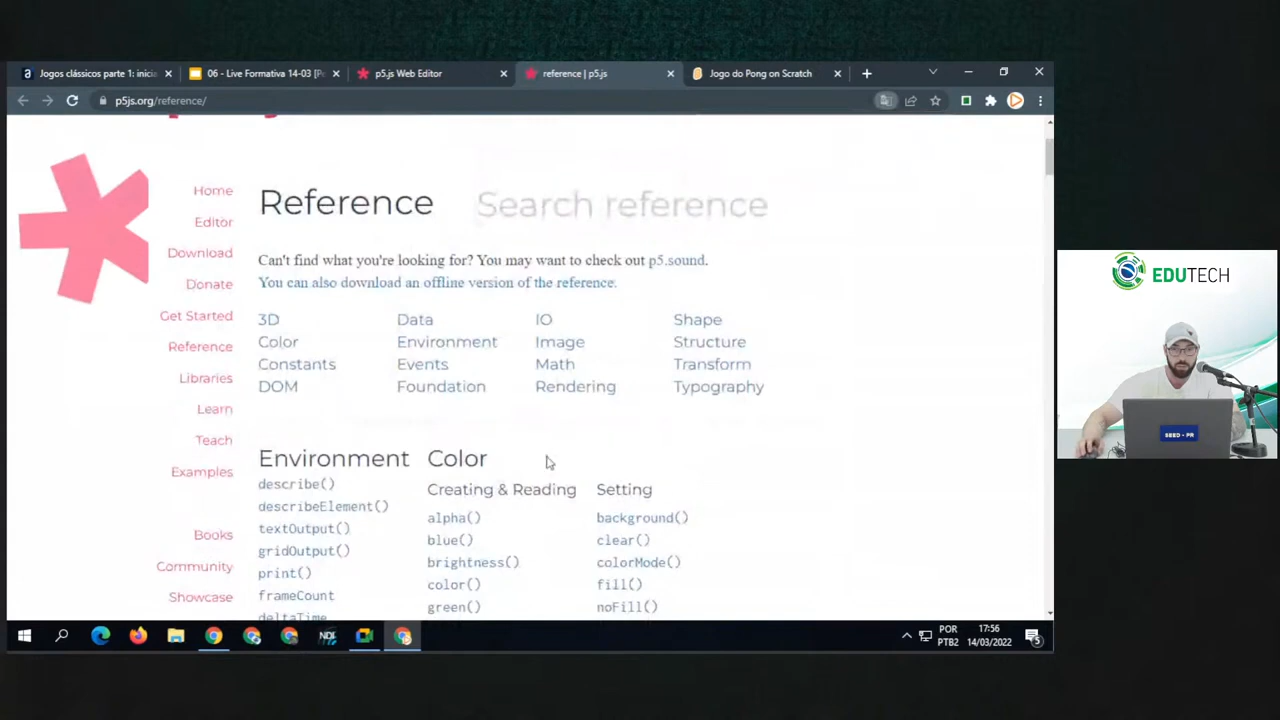 Jogos clássicos parte 1: inicia
06 - Live Formativa 14-03 [P
p5.js Web Editor
reference | p5.js
Jogo do Pong on Scratch
p5js.org/reference/
Home
Editor
Download
Donate
Get Started
Reference
Libraries
Learn
Teach
Examples
Books
Community
Showcase
Reference
Search reference
Can't find what you're looking for? You may want to check out p5.sound.
You can also download an offline version of the reference.
3D
Color
Constants
DOM
Data
Environment
Events
Foundation
IO
Image
Math
Rendering
Shape
Structure
Transform
Typography
Environment
describe()
describeElement()
textOutput()
gridOutput()
print()
frameCount
deltaTime
Color
Creating & Reading
alpha()
blue()
brightness()
color()
green()
Setting
background()
clear()
colorMode()
fill()
noFill()
EDUTECH
SEED - PR
NDI
POR
PTB2
17:56
14/03/2022
5